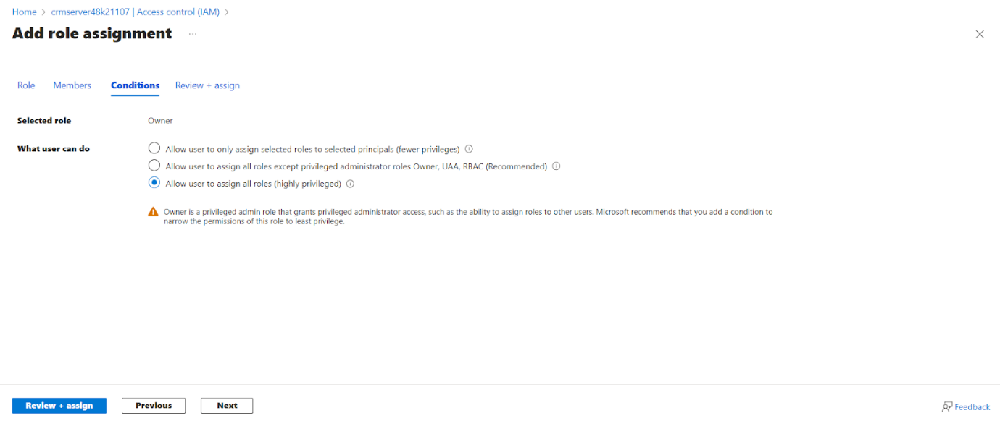 Home > crmserver48k21107 | Access control (IAM) >
Add role assignment ...
Role Members Conditions Review + assign
Selected role Owner
What user can do
Allow user to only assign selected roles to selected principals (fewer privileges)
Allow user to assign all roles except privileged administrator roles Owner, UAA, RBAC (Recommended)
Allow user to assign all roles (highly privileged)
Owner is a privileged admin role that grants privileged administrator access, such as the ability to assign roles to other users. Microsoft recommends that you add a condition to
narrow the permissions of this role to least privilege.
Review + assign Previous Next Feedback